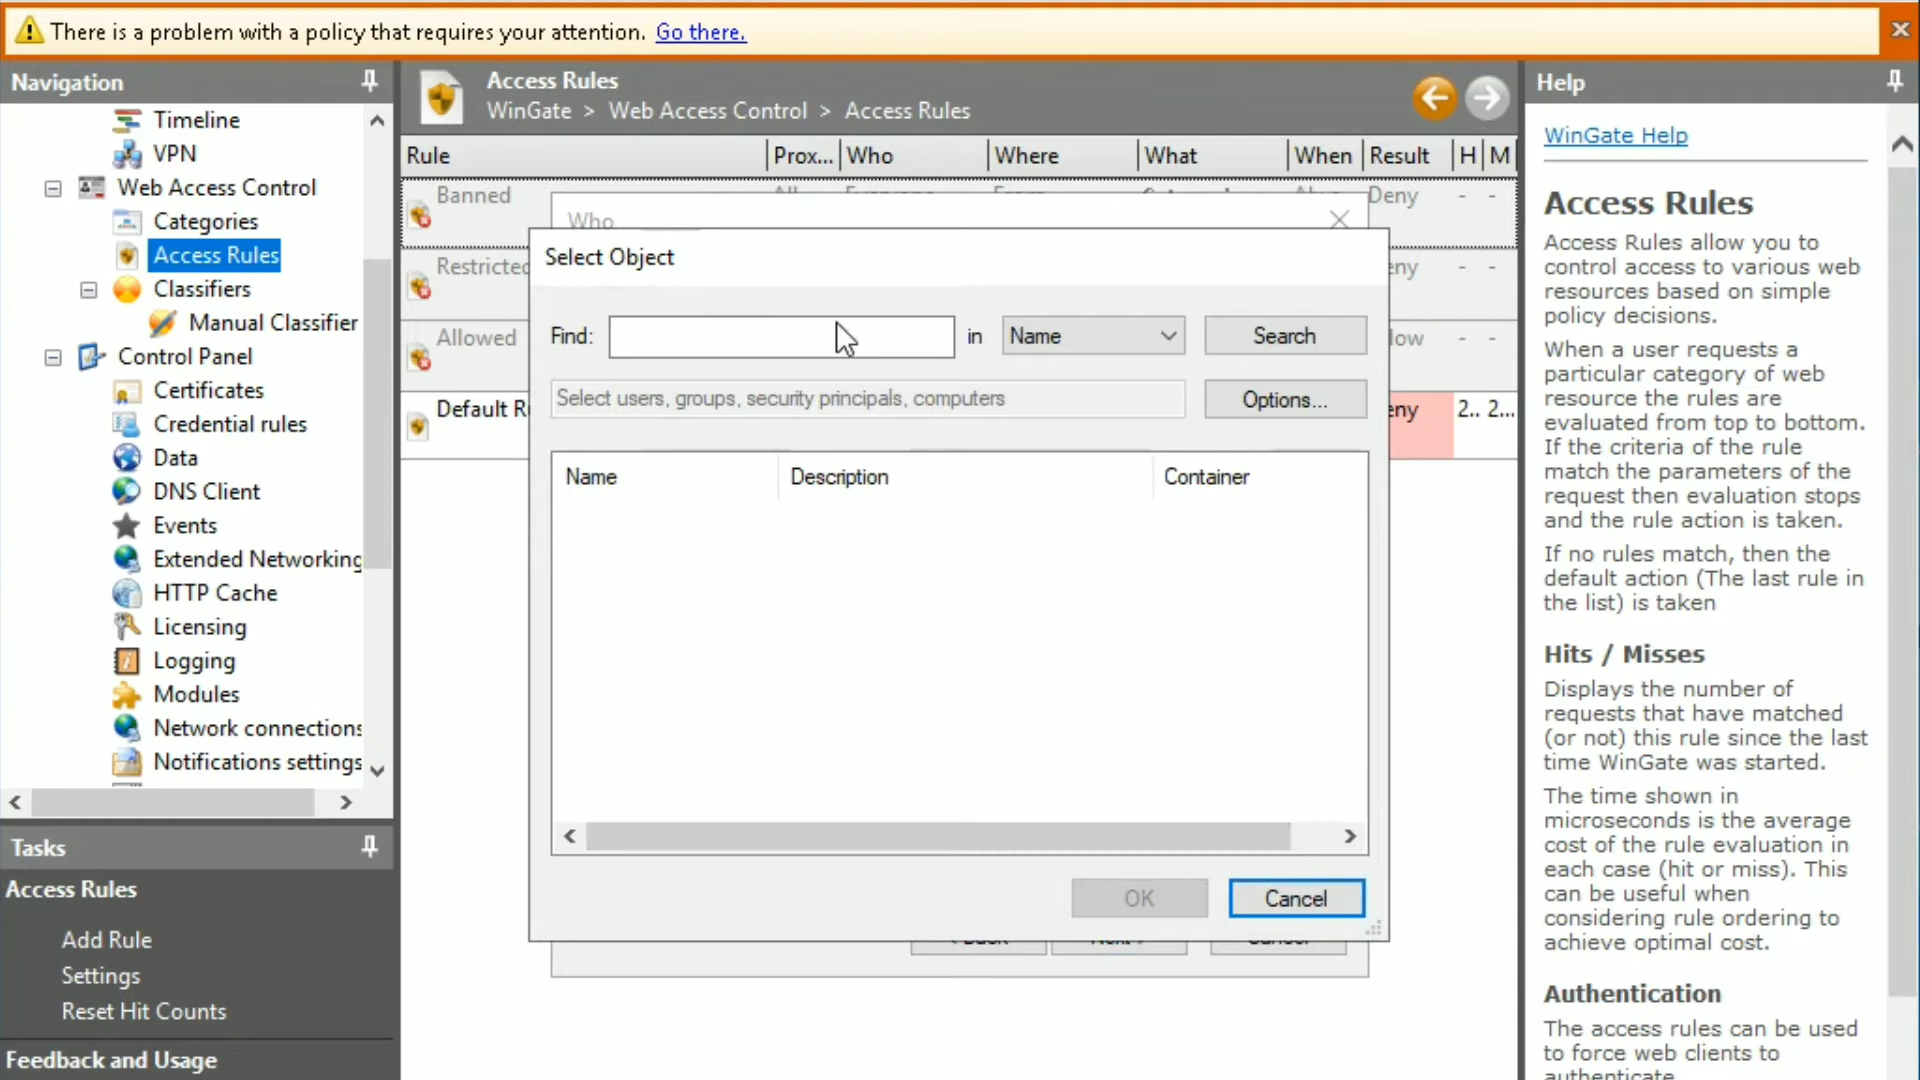 There is a problem with a policy that requires your attention. Go there.
Navigation
Timeline
VPN
Web Access Control
Categories
Access Rules
Classifiers
Manual Classifier
Control Panel
Certificates
Credential rules
Data
DNS Client
Events
Extended Networking
HTTP Cache
Licensing
Logging
Modules
Network connections
Notifications settings
Tasks
Access Rules
Add Rule
Settings
Reset Hit Counts
Feedback and Usage
Access Rules
WinGate > Web Access Control > Access Rules
Rule Prox... Who Where What When Result H M
Banned Deny - -
Restricted - -
Allowed - -
Default 2.. 2...
Who
Select Object
Find: in Name Search
Select users, groups, security principals, computers Options...
Name Description Container
OK Cancel
Help
WinGate Help
Access Rules
Access Rules allow you to
control access to various web
resources based on simple
policy decisions.
When a user requests a
particular category of web
resource the rules are
evaluated from top to bottom.
If the criteria of the rule
match the parameters of the
request then evaluation stops
and the rule action is taken.
If no rules match, then the
default action (The last rule in
the list) is taken
Hits / Misses
Displays the number of
requests that have matched
(or not) this rule since the last
time WinGate was started.
The time shown in
microseconds is the average
cost of the rule evaluation in
each case (hit or miss). This
can be useful when
considering rule ordering to
achieve optimal cost.
Authentication
The access rules can be used
to force web clients to
authenticate